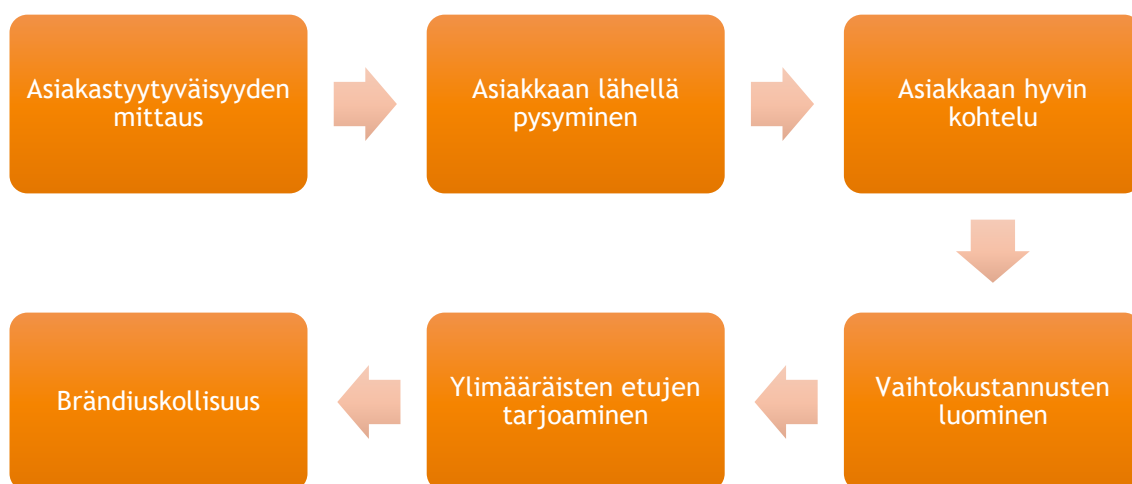 Asiakastyytyväisyyden
mittaus
Asiakkaan lähellä
pysyminen
Asiakkaan hyvin
kohtelu
Vaihtokustannusten
luominen
Ylimääräisten etujen
tarjoaminen
Brändiuskollisuus